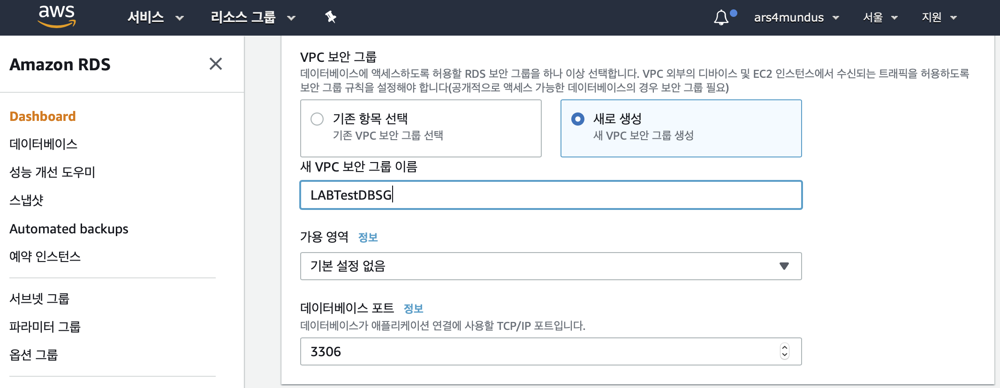 aws
서비스
리소스 그룹
ars4mundus
서울
지원
Amazon RDS
Dashboard
데이터베이스
성능 개선 도우미
스냅샷
Automated backups
예약 인스턴스
서브넷 그룹
파라미터 그룹
옵션 그룹
VPC 보안 그룹
데이터베이스에 액세스하도록 허용할 RDS 보안 그룹을 하나 이상 선택합니다. VPC 외부의 디바이스 및 EC2 인스턴스에서 수신되는 트래픽을 허용하도록
보안 그룹 규칙을 설정해야 합니다(공개적으로 액세스 가능한 데이터베이스의 경우 보안 그룹 필요)
기존 항목 선택
기존 VPC 보안 그룹 선택
새로 생성
새 VPC 보안 그룹 생성
새 VPC 보안 그룹 이름
LABTestDBSG
가용 영역 정보
기본 설정 없음
데이터베이스 포트 정보
데이터베이스가 애플리케이션 연결에 사용할 TCP/IP 포트입니다.
3306